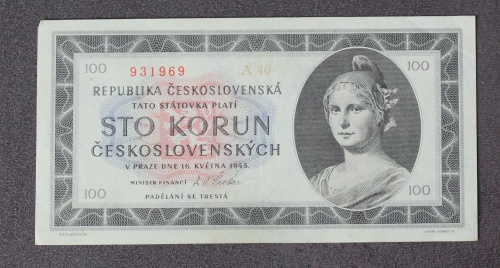 931969 A 40
100 100
REPUBLIKA ČESKOSLOVENSKÁ
TATO STÁTOVKA PLATÍ
STO KORUN
ČESKOSLOVENSKÝCH
V PRAZE DNE 16. KVĚTNA 1945.
MINISTR FINANCÍ
PADĚLÁNÍ SE TRESTÁ
100 100